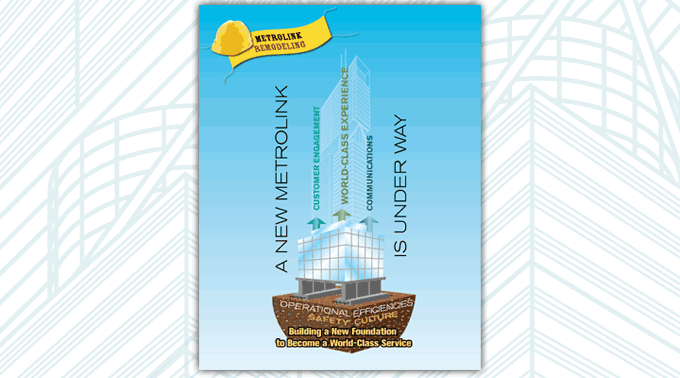 METROLINK
REMODELING
A NEW METROLINK
CUSTOMER ENGAGEMENT
WORLD-CLASS EXPERIENCE
COMMUNICATIONS
IS UNDER WAY
OPERATIONAL EFFICIENCIES
SAFETY CULTURE
Building a New Foundation
to Become a World-Class Service